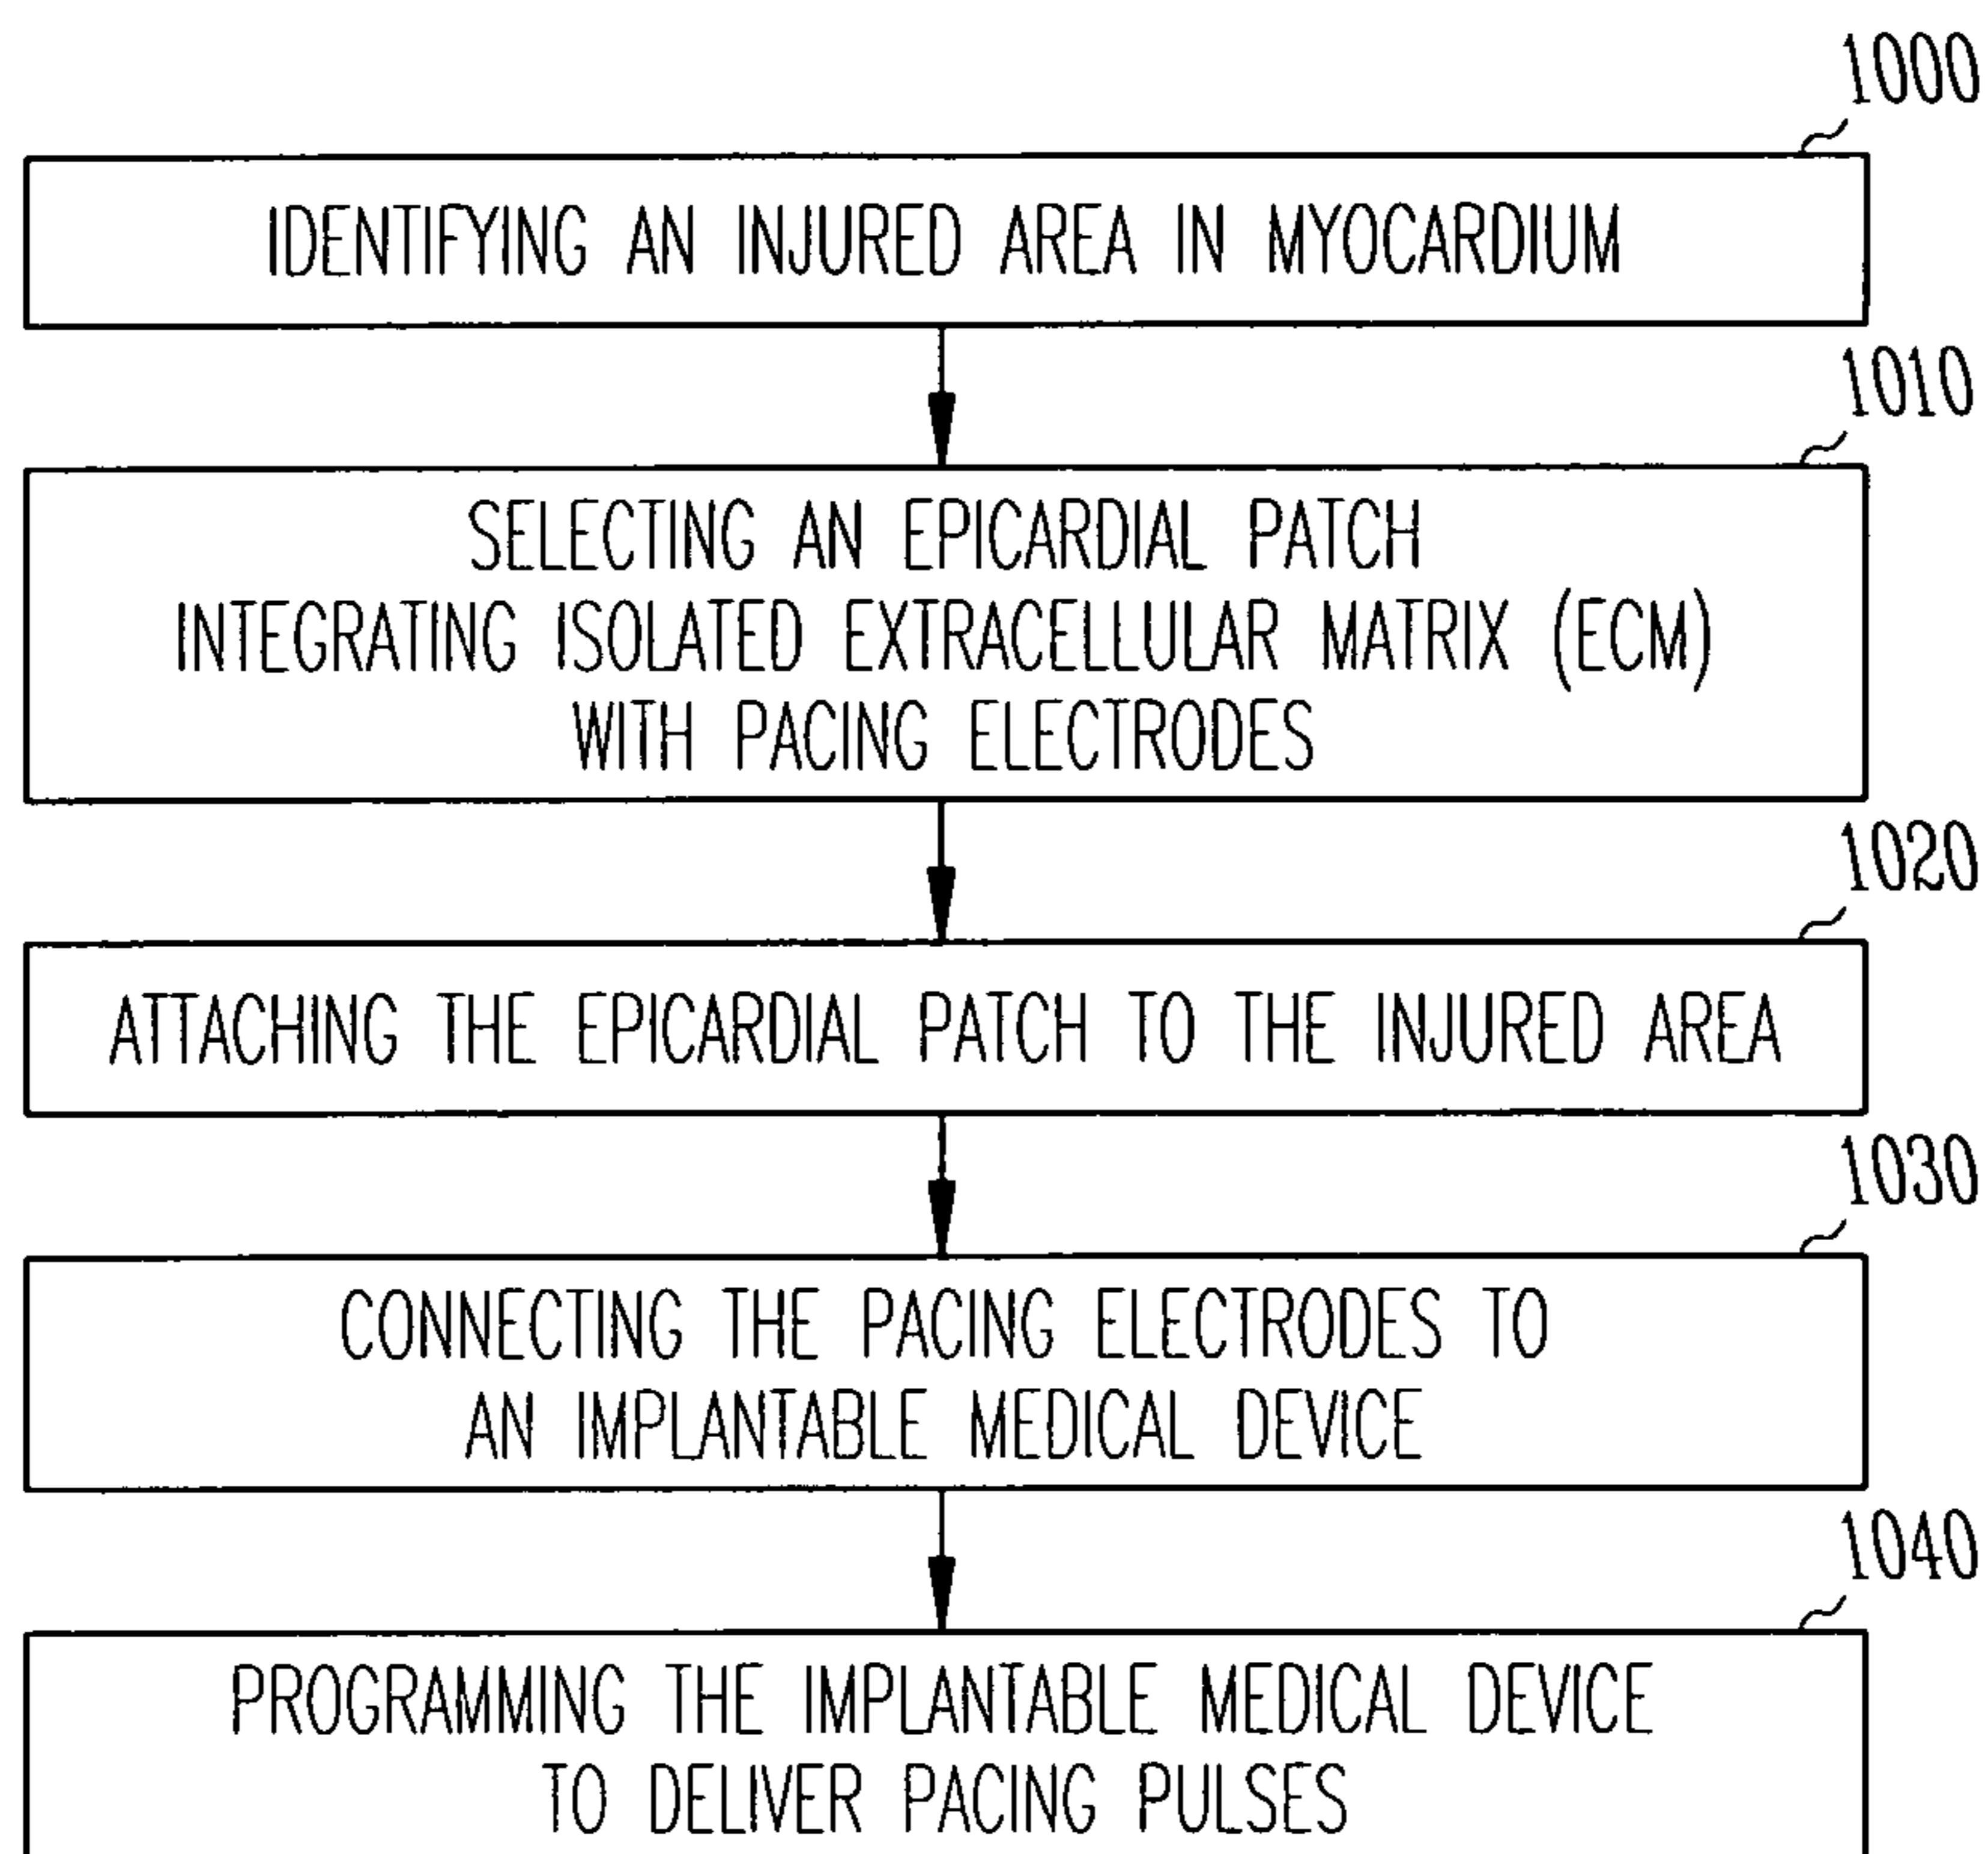 1000
IDENTIFYING AN INJURED AREA IN MYOCARDIUM
1010
SELECTING AN EPICARDIAL PATCH
INTEGRATING ISOLATED EXTRACELLULAR MATRIX (ECM)
WITH PACING ELECTRODES
1020
ATTACHING THE EPICARDIAL PATCH TO THE INJURED AREA
1030
CONNECTING THE PACING ELECTRODES TO
AN IMPLANTABLE MEDICAL DEVICE
1040
PROGRAMMING THE IMPLANTABLE MEDICAL DEVICE
TO DELIVER PACING PULSES